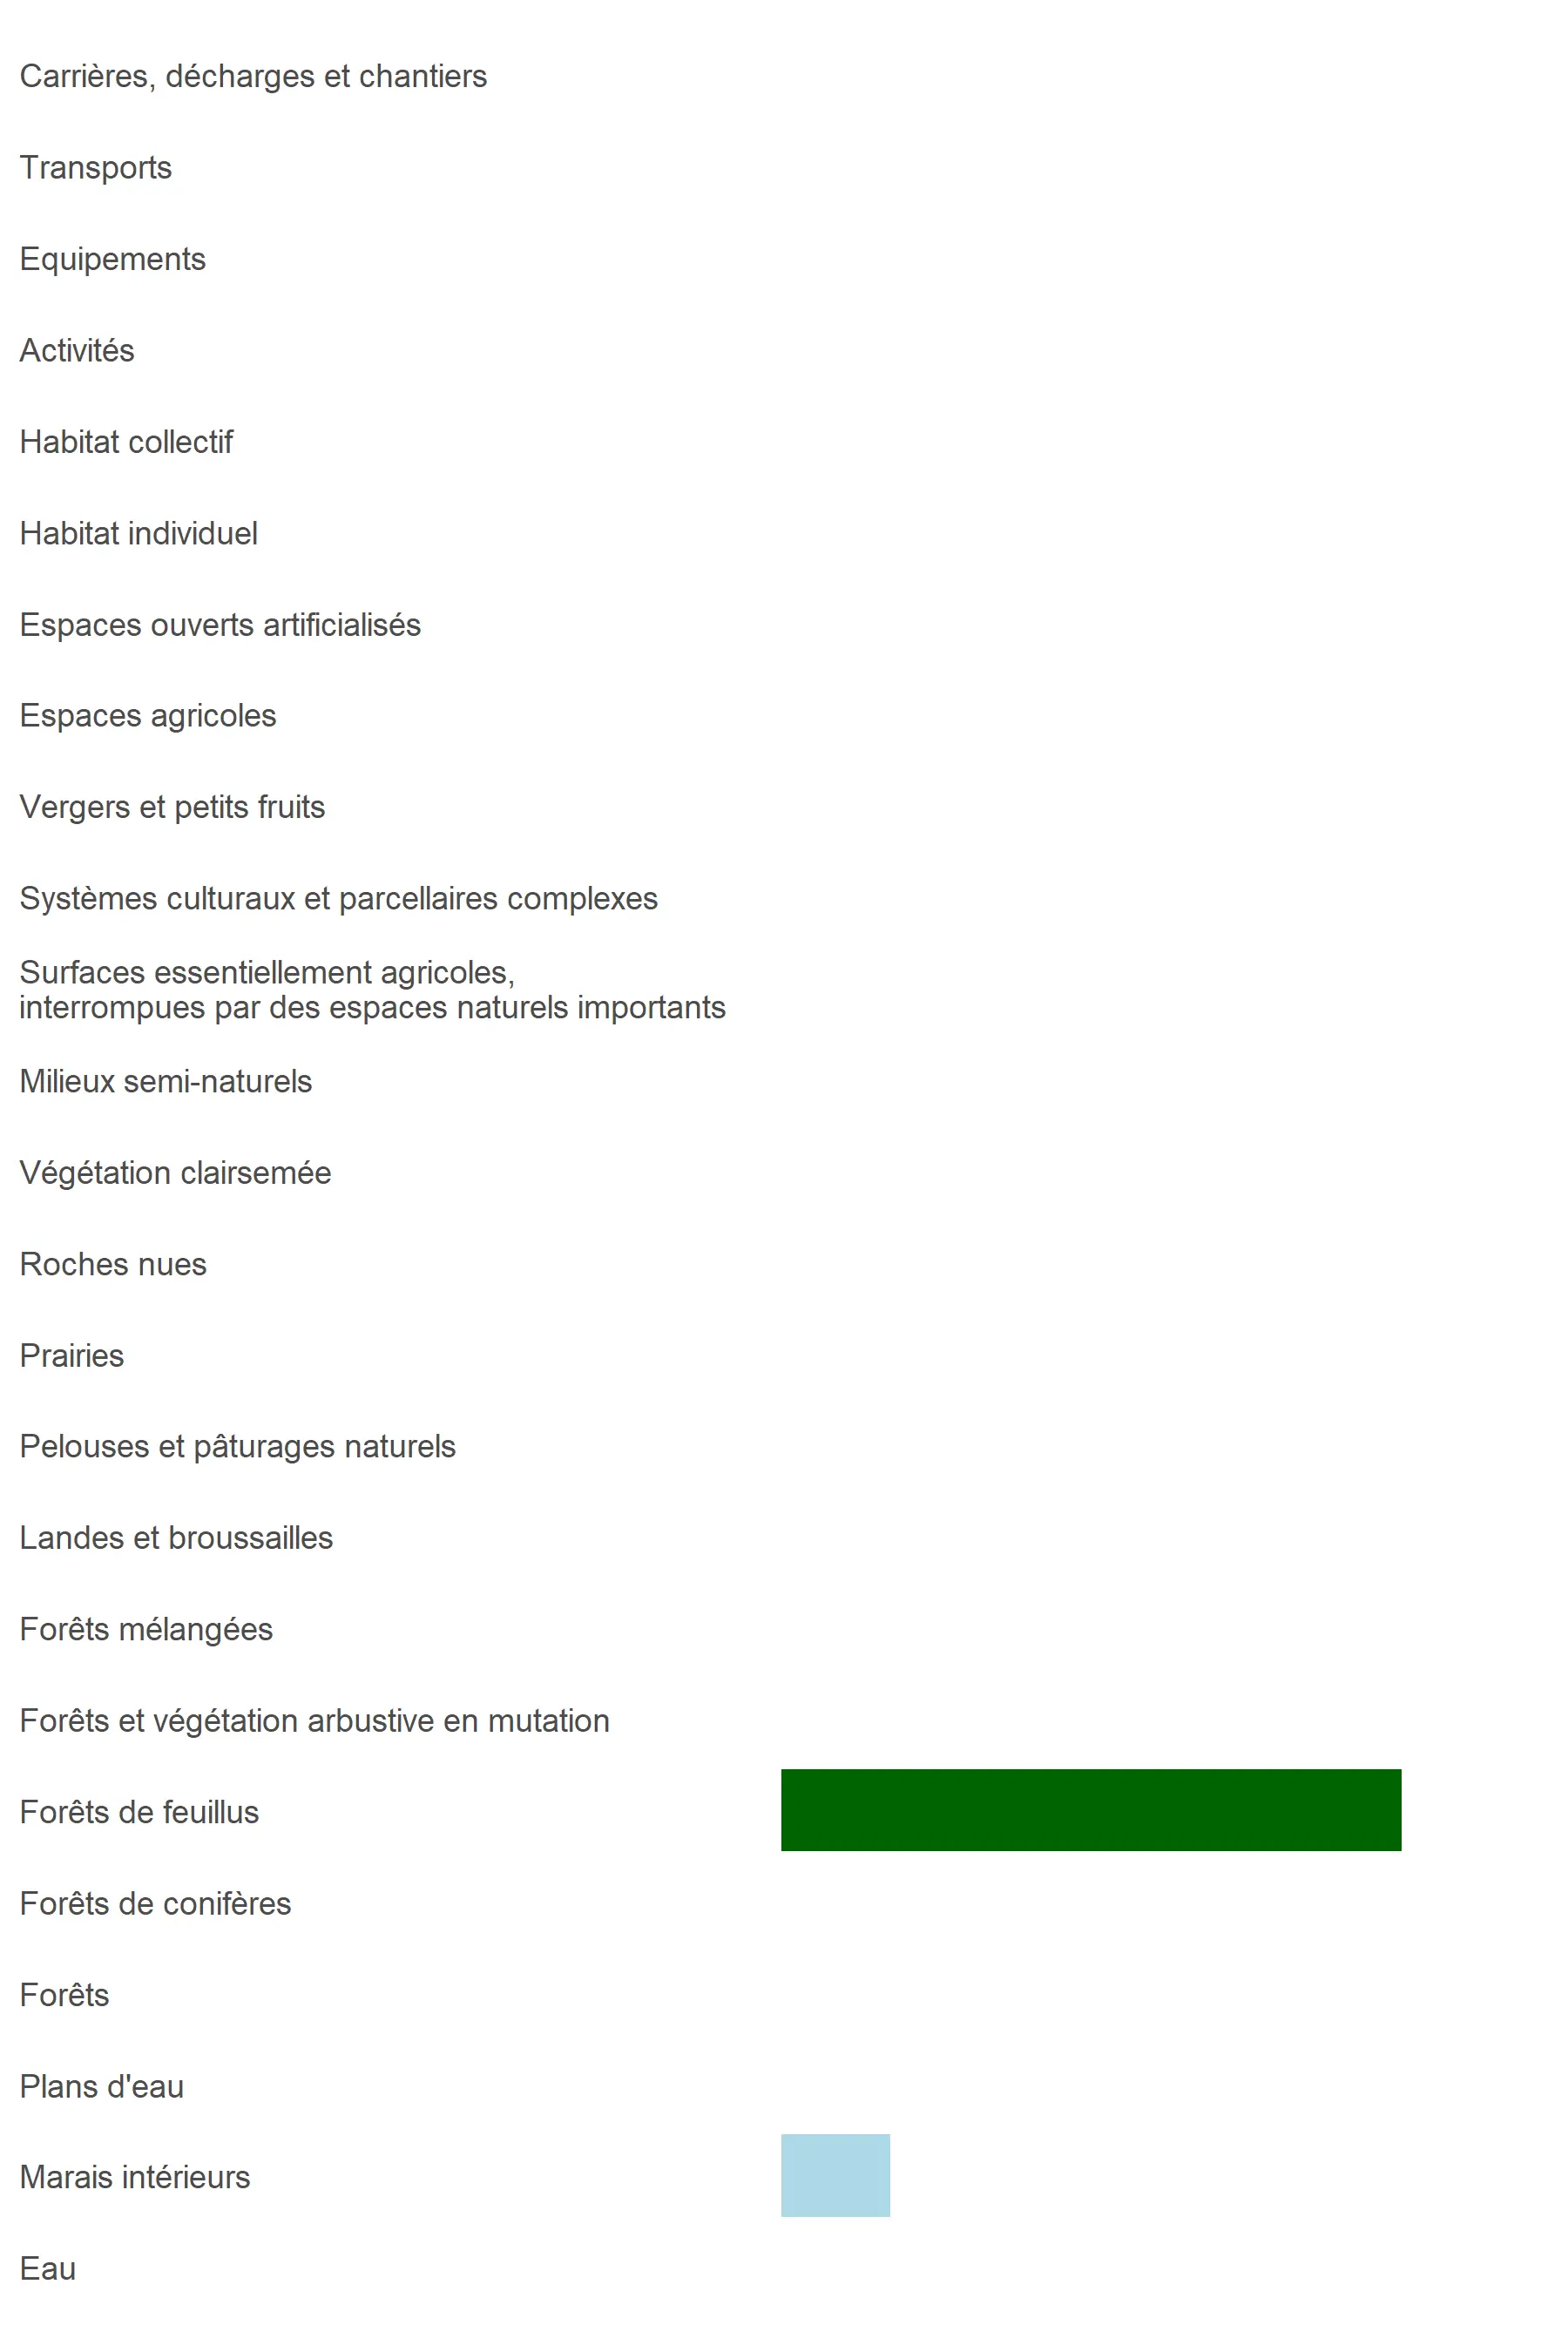 Carrières, décharges et chantiers
Transports
Equipements
Activités
Habitat collectif
Habitat individuel
Espaces ouverts artificialisés
Espaces agricoles
Vergers et petits fruits
Systèmes culturaux et parcellaires complexes
Surfaces essentiellement agricoles,
interrompues par des espaces naturels importants
Milieux semi-naturels
Végétation clairsemée
Roches nues
Prairies
Pelouses et pâturages naturels
Landes et broussailles
Forêts mélangées
Forêts et végétation arbustive en mutation
Forêts de feuillus
Forêts de conifères
Forêts
Plans d'eau
Marais intérieurs
Eau